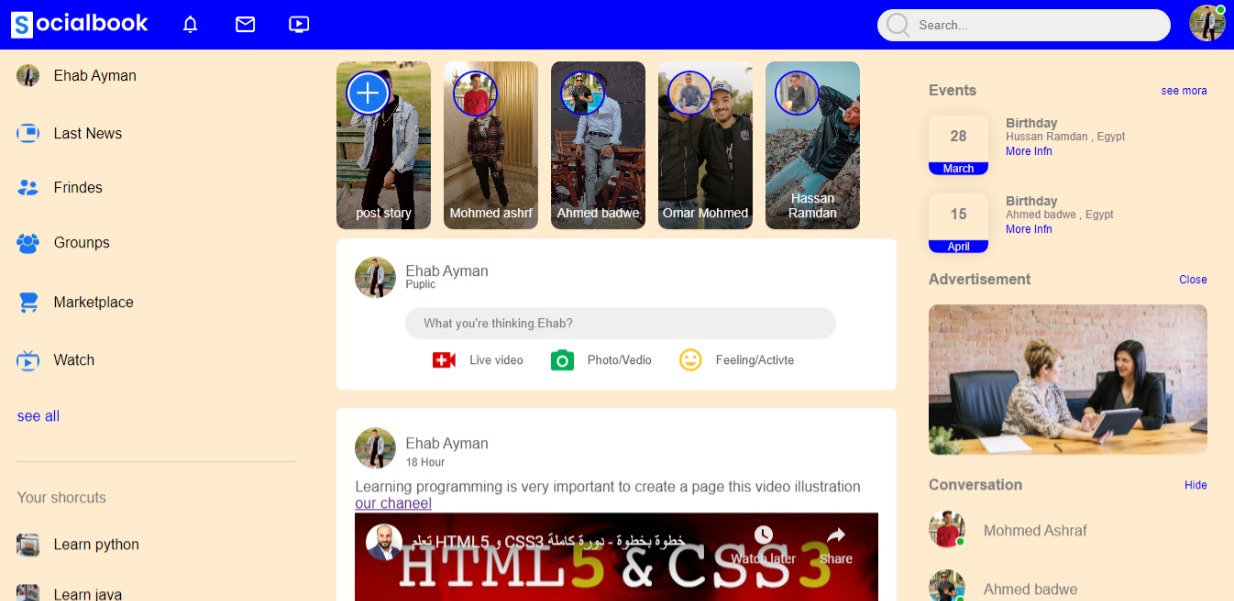 Socialbook
Search...
Ehab Ayman
Last News
Frindes
Grounps
Marketplace
Watch
see all
Your shorcuts
Learn python
Learn java
post story
Mohmed ashrf
Ahmed badwe
Omar Mohmed
Hassan
Ramdan
Ehab Ayman
Puplic
What you're thinking.Ehab?
Live video
Photo/Vedio
Feeling/Activte
Ehab Ayman
18 Hour
Learning programming is very important to create a page this video illustration
our chaneel
تعلم HTML5 و CSS3 خطوة بخطوة - دورة كاملة
Watch later
Share
HTML5 & CSS3
Events
see mora
28
March
Birthday
Hussan Ramdan , Egypt
More Infn
15
April
Birthday
Ahmed badwe , Egypt
More Infn
Advertisement
Close
Conversation
Hide
Mohmed Ashraf
Ahmed badwe